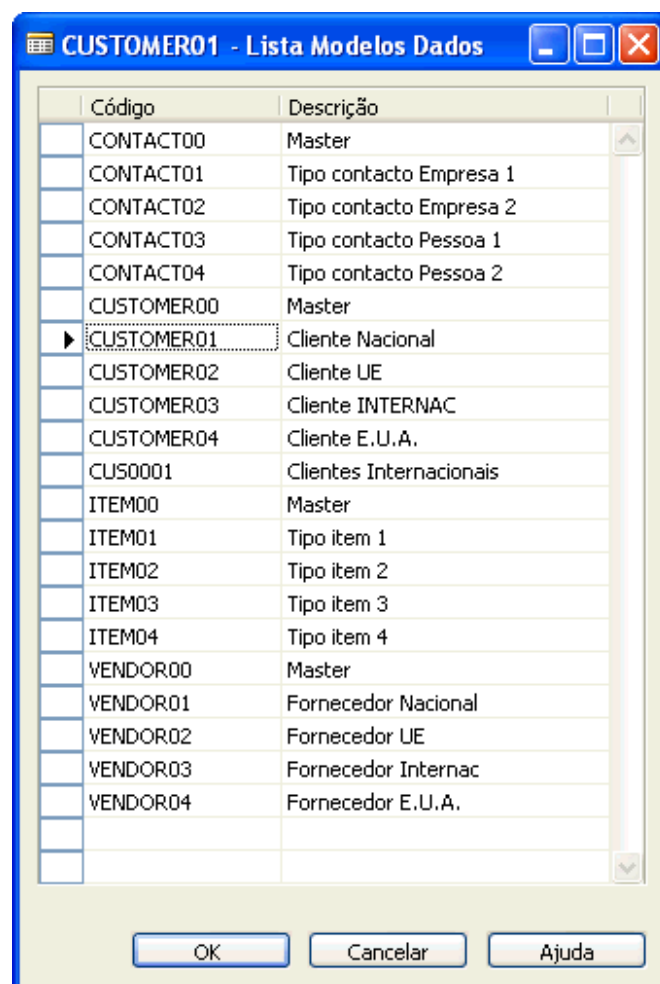 CUSTOMER01 - Lista Modelos Dados
Código Descrição
CONTACT00 Master
CONTACT01 Tipo contacto Empresa 1
CONTACT02 Tipo contacto Empresa 2
CONTACT03 Tipo contacto Pessoa 1
CONTACT04 Tipo contacto Pessoa 2
CUSTOMER00 Master
CUSTOMER01 Cliente Nacional
CUSTOMER02 Cliente UE
CUSTOMER03 Cliente INTERNAC
CUSTOMER04 Cliente E.U.A.
CUS0001 Clientes Internacionais
ITEM00 Master
ITEM01 Tipo item 1
ITEM02 Tipo item 2
ITEM03 Tipo item 3
ITEM04 Tipo item 4
VENDOR00 Master
VENDOR01 Fornecedor Nacional
VENDOR02 Fornecedor UE
VENDOR03 Fornecedor Internac
VENDOR04 Fornecedor E.U.A.
OK Cancelar Ajuda